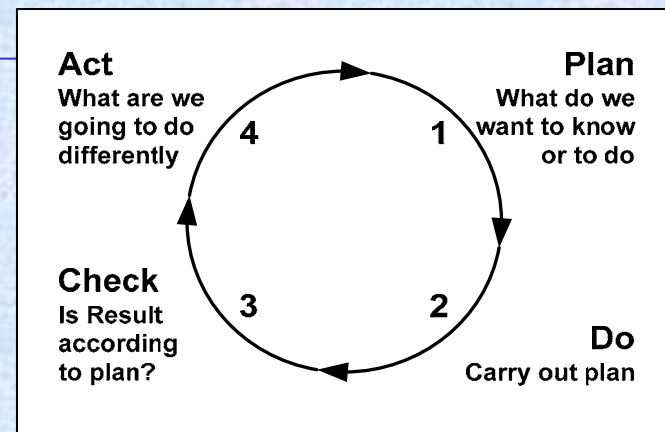 Act
What are we
going to do
differently
4
Plan
What do we
want to know
or to do
1
Check
Is Result
according
to plan?
3
Do
Carry out plan
2